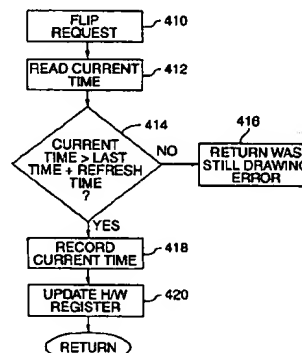 FLIP
REQUEST
410
READ CURRENT
TIME
412
414
CURRENT
TIME > LAST
TIME + REFRESH
TIME
?
NO
416
RETURN WAS
STILL DRAWING
ERROR
YES
RECORD
CURRENT TIME
418
UPDATE H/W
REGISTER
420
RETURN